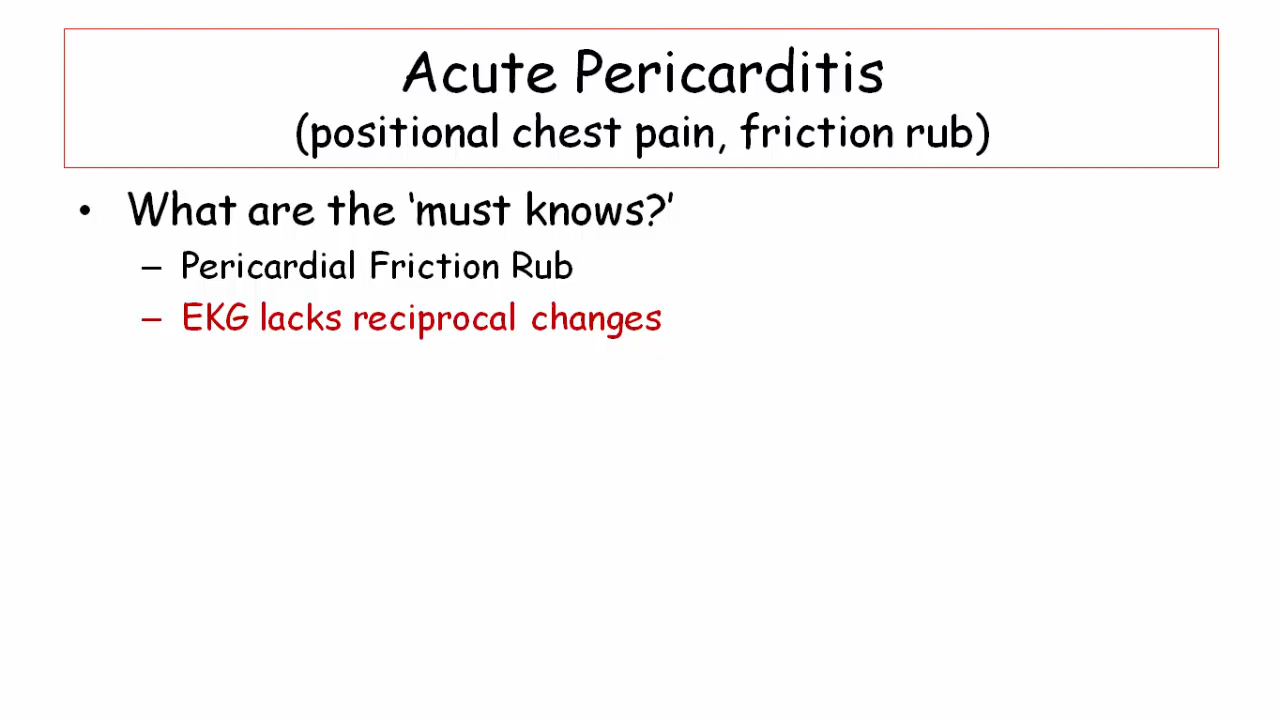 Acute Pericarditis
(positional chest pain, friction rub)
• What are the ‘must knows?’
– Pericardial Friction Rub
– EKG lacks reciprocal changes